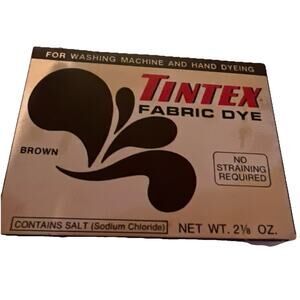 FOR WASHING MACHINE AND HAND DYEING
TINTEX
FABRIC DYE
BROWN
NO
STRAINING
REQUIRED
CONTAINS SALT (Sodium Chloride)
NET WT. 2⅛ OZ.